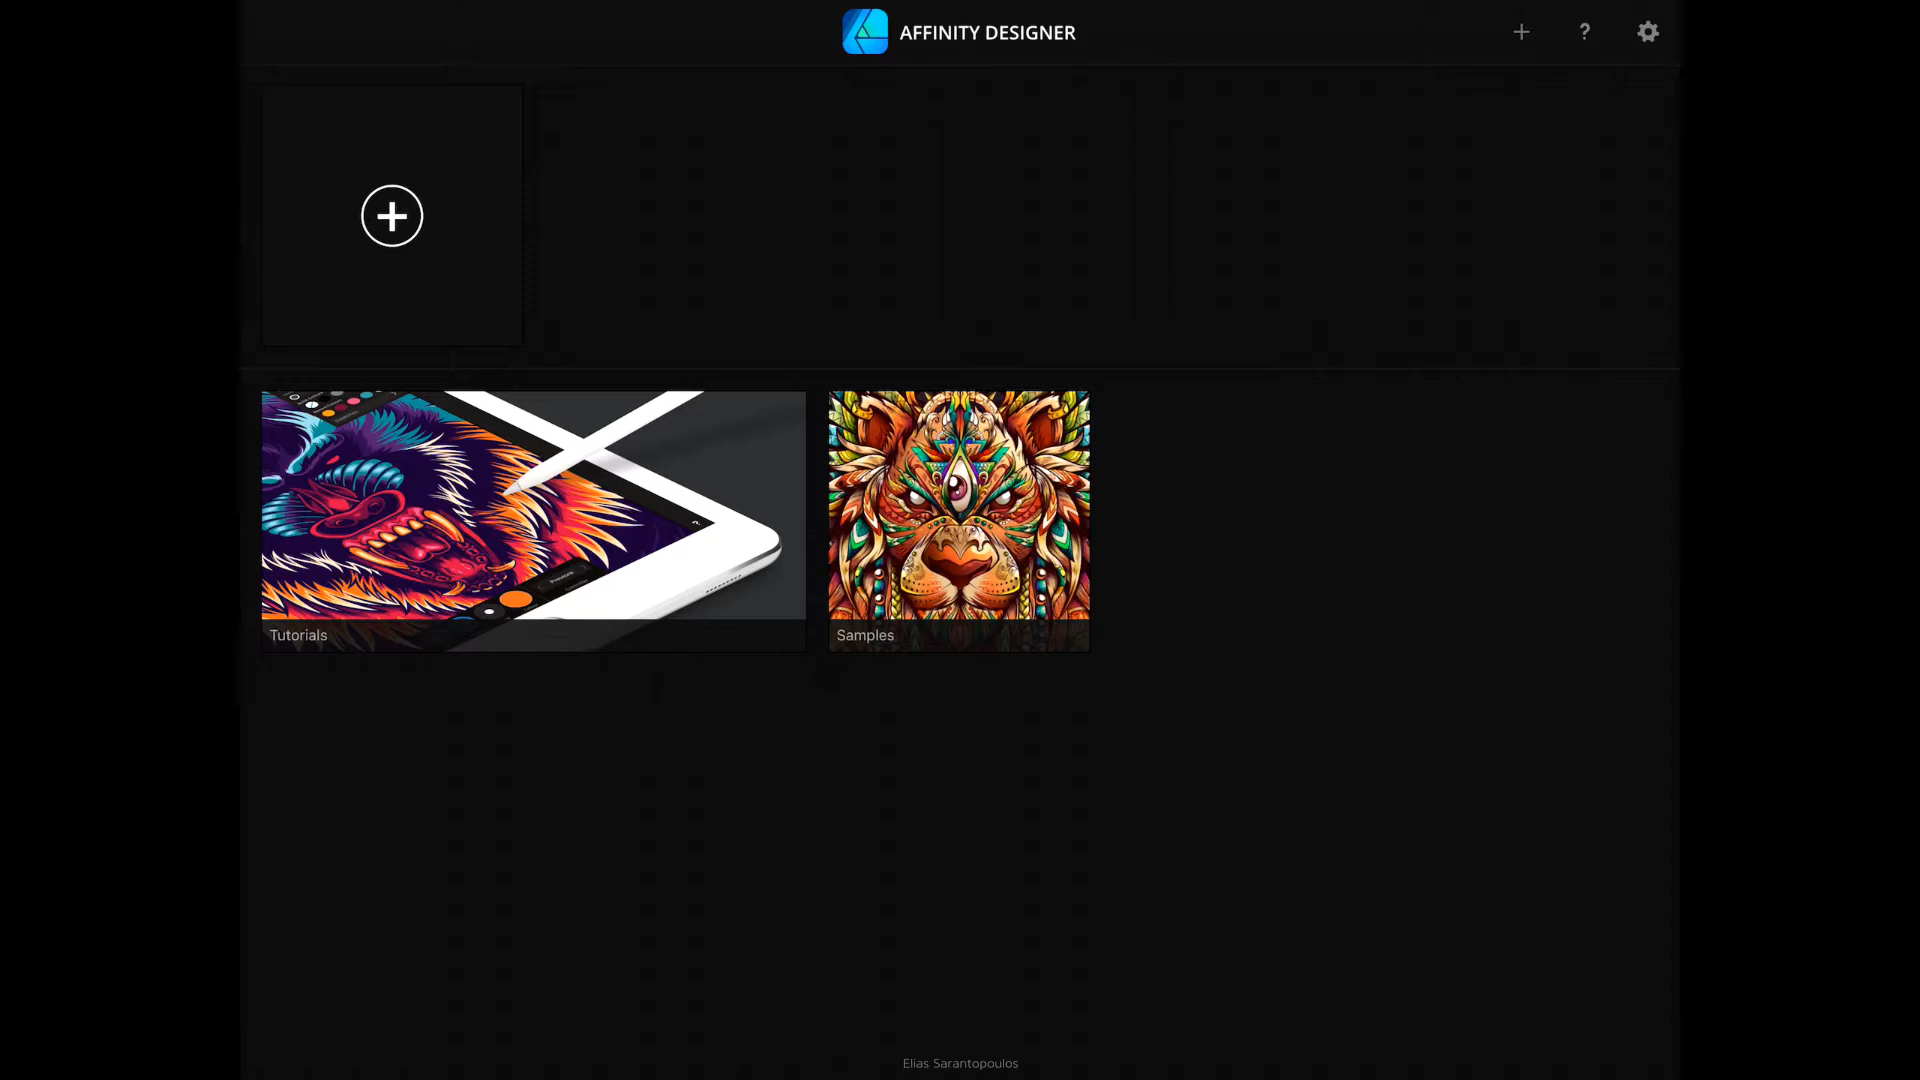 AFFINITY DESIGNER
?
Tutorials
Samples
Elias Sarantopoulos